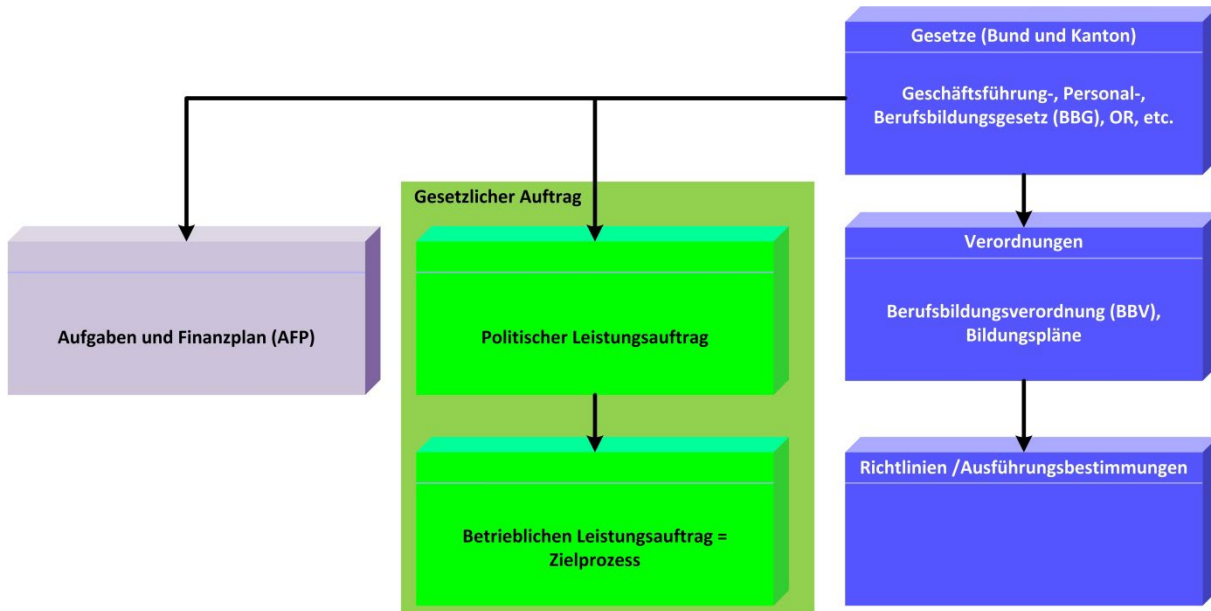 Gesetze (Bund und Kanton)
Geschäftsführung-, Personal-,
Berufsbildungsgesetz (BBG), OR, etc.
Gesetzlicher Auftrag
Verordnungen
Aufgaben und Finanzplan (AFP)
Politischer Leistungsauftrag
Berufsbildungsverordnung (BBV),
Bildungspläne
Richtlinien /Ausführungsbestimmungen
Betrieblichen Leistungsauftrag =
Zielprozess